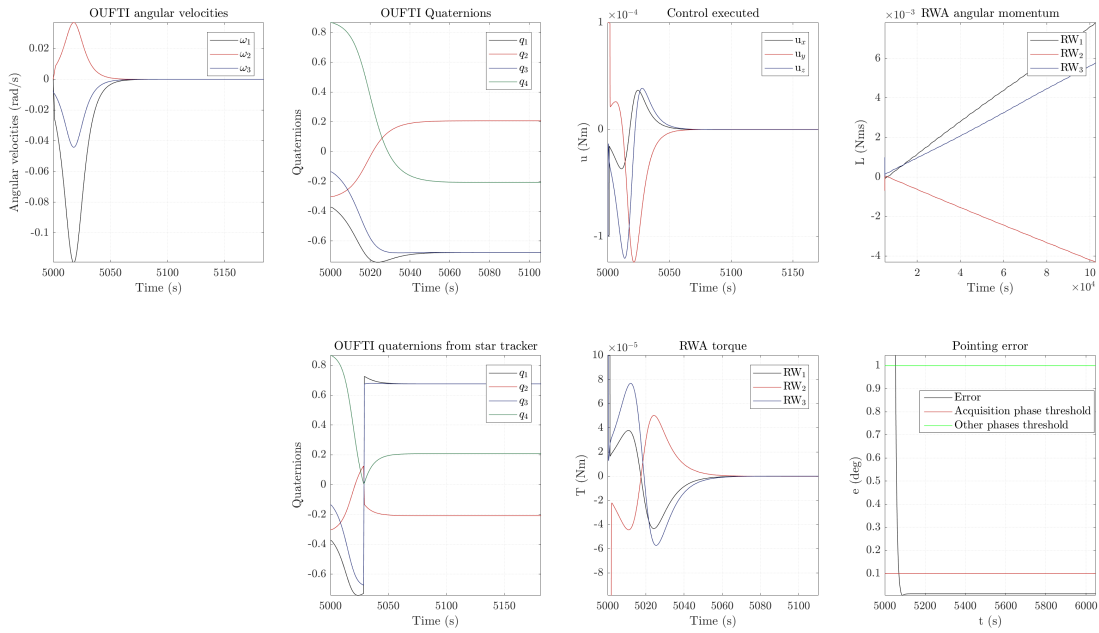 OUFTI angular velocities
0.02
0
-0.02
-0.04
-0.06
-0.08
-0.1
5000
5050
5100
5150
Angular velocities (rad/s)
Time (s)
ω1
ω2
ω3
OUFTI Quaternions
0.8
0.6
0.4
0.2
0
-0.2
-0.4
-0.6
5000
5020
5040
5060
5080
5100
Quaternions
Time (s)
q1
q2
q3
q4
Control executed
×10-4
1
0
-1
5000
5050
5100
5150
u (Nm)
Time (s)
ux
uy
uz
RWA angular momentum
×10-3
6
4
2
0
-2
-4
2
4
6
8
10
×10^4
L (Nms)
Time (s)
RW1
RW2
RW3
OUFTI quaternions from star tracker
0.8
0.6
0.4
0.2
0
-0.2
-0.4
-0.6
5000
5050
5100
5150
Quaternions
Time (s)
q1
q2
q3
q4
RWA torque
×10-5
10
8
6
4
2
0
-2
-4
-6
-8
5000
5020
5040
5060
5080
5100
T (Nm)
Time (s)
RW1
RW2
RW3
Pointing error
1
0.9
0.8
0.7
0.6
0.5
0.4
0.3
0.2
0.1
5000
5200
5400
5600
5800
6000
e (deg)
t (s)
Error
Acquisition phase threshold
Other phases threshold